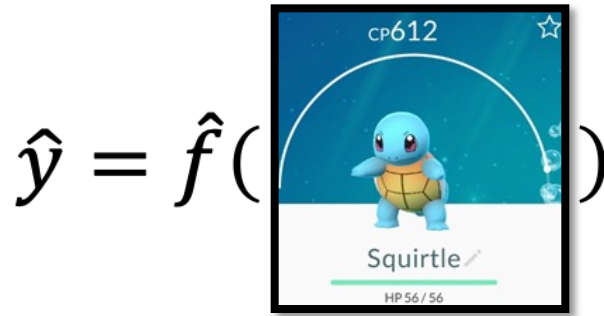 CP612
ŷ = f̂( )
Squirtle
HP 56 / 56